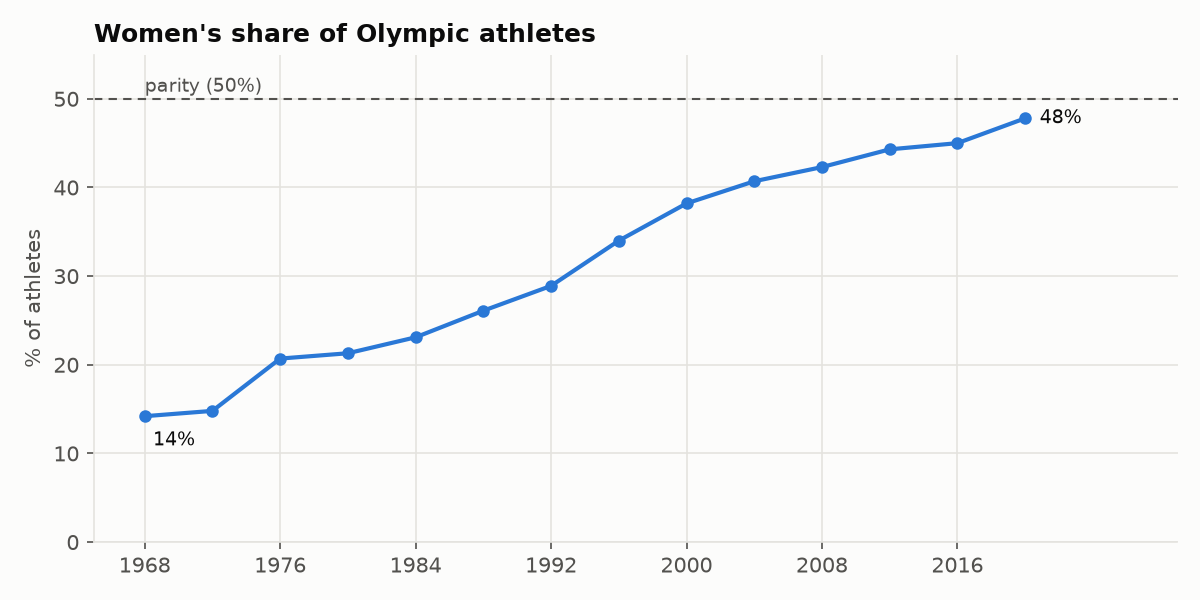 Women's share of Olympic athletes
parity (50%)
50
48%
40
% of athletes
30
20
14%
10
0
1968 1976 1984 1992 2000 2008 2016